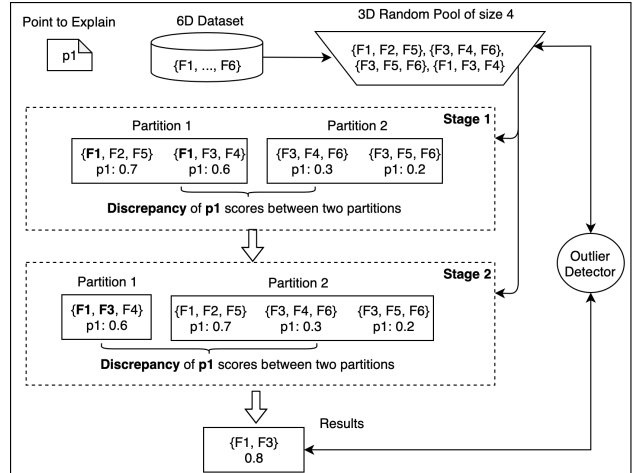 Point to Explain
p1
6D Dataset
{F1, ..., F6}
3D Random Pool of size 4
{F1, F2, F5}, {F3, F4, F6},
{F3, F5, F6}, {F1, F3, F4}
Stage 1
Partition 1
Partition 2
{F1, F2, F5} {F1, F3, F4}
p1: 0.7 p1: 0.6
{F3, F4, F6} {F3, F5, F6}
p1: 0.3 p1: 0.2
Discrepancy of p1 scores between two partitions
Outlier
Detector
Stage 2
Partition 1
Partition 2
{F1, F3, F4}
p1: 0.6
{F1, F2, F5} {F3, F4, F6} {F3, F5, F6}
p1: 0.7 p1: 0.3 p1: 0.2
Discrepancy of p1 scores between two partitions
Results
{F1, F3}
0.8